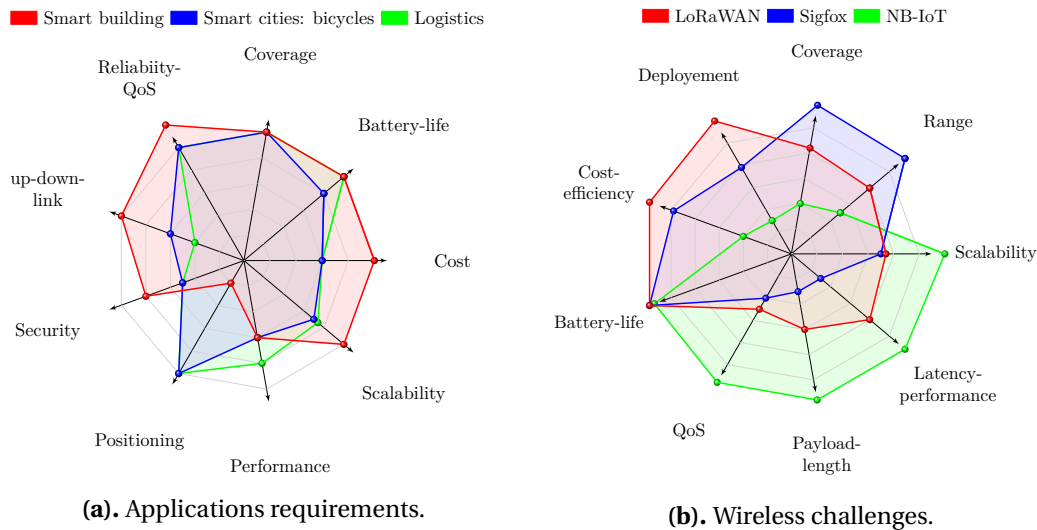 Smart building Smart cities: bicycles Logistics
Coverage
Reliabiity-
QoS
Battery-life
up-down-
link
Cost
Security
Scalability
Positioning
Performance
(a). Applications requirements.
LoRaWAN Sigfox NB-IoT
Coverage
Deployement
Range
Cost-
efficiency
Scalability
Battery-life
Latency-
performance
QoS
Payload-
length
(b). Wireless challenges.